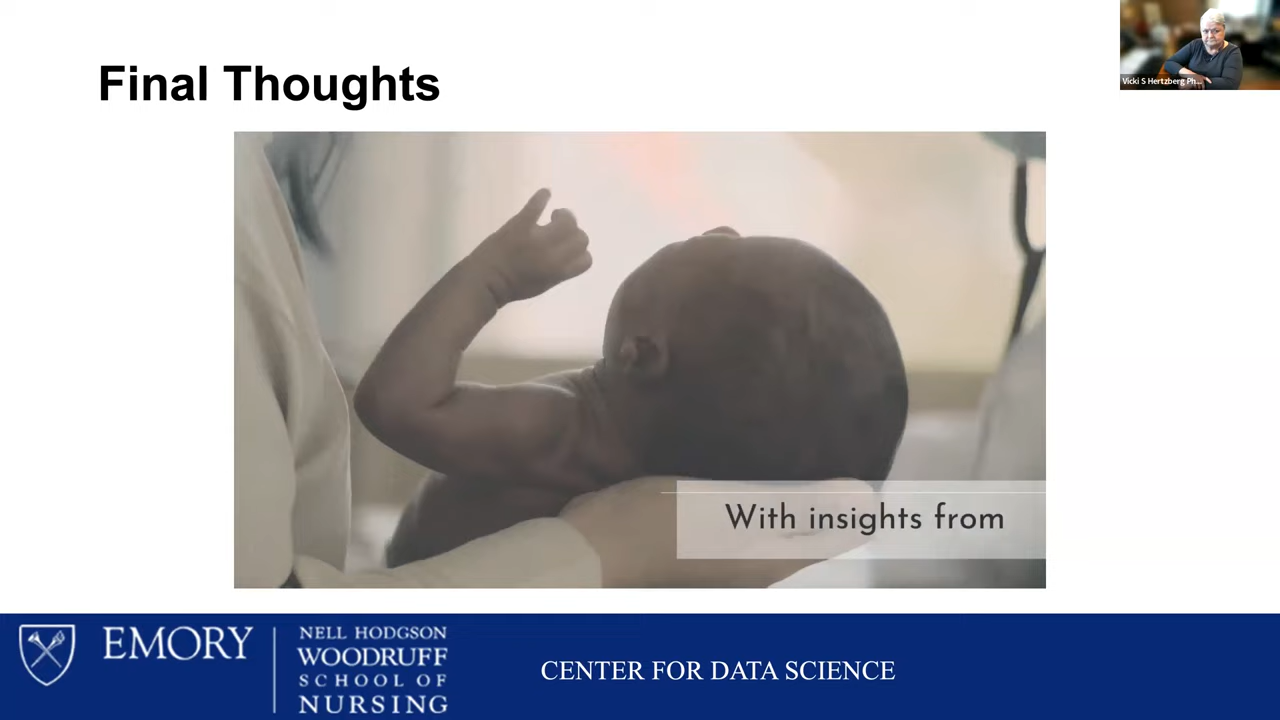 Final Thoughts
Vicki S Hertzberg Ph...
With insights from
EMORY
NELL HODGSON
WOODRUFF
SCHOOL OF
NURSING
CENTER FOR DATA SCIENCE